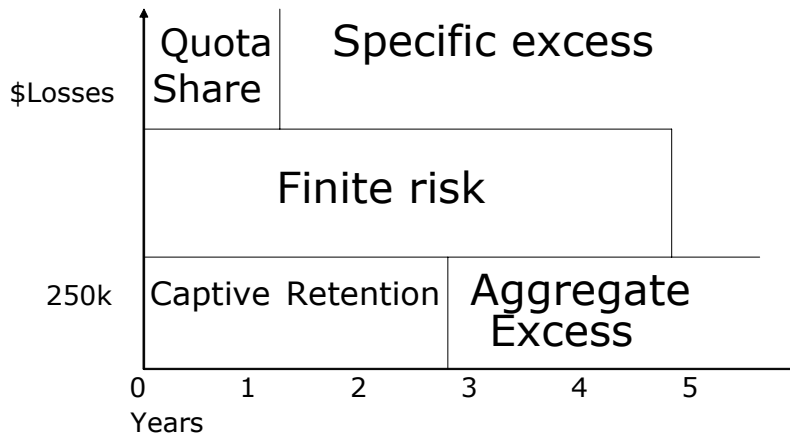 Quota Specific excess
Share
$Losses
Finite risk
250k Captive Retention Aggregate
Excess
0 1 2 3 4 5
Years